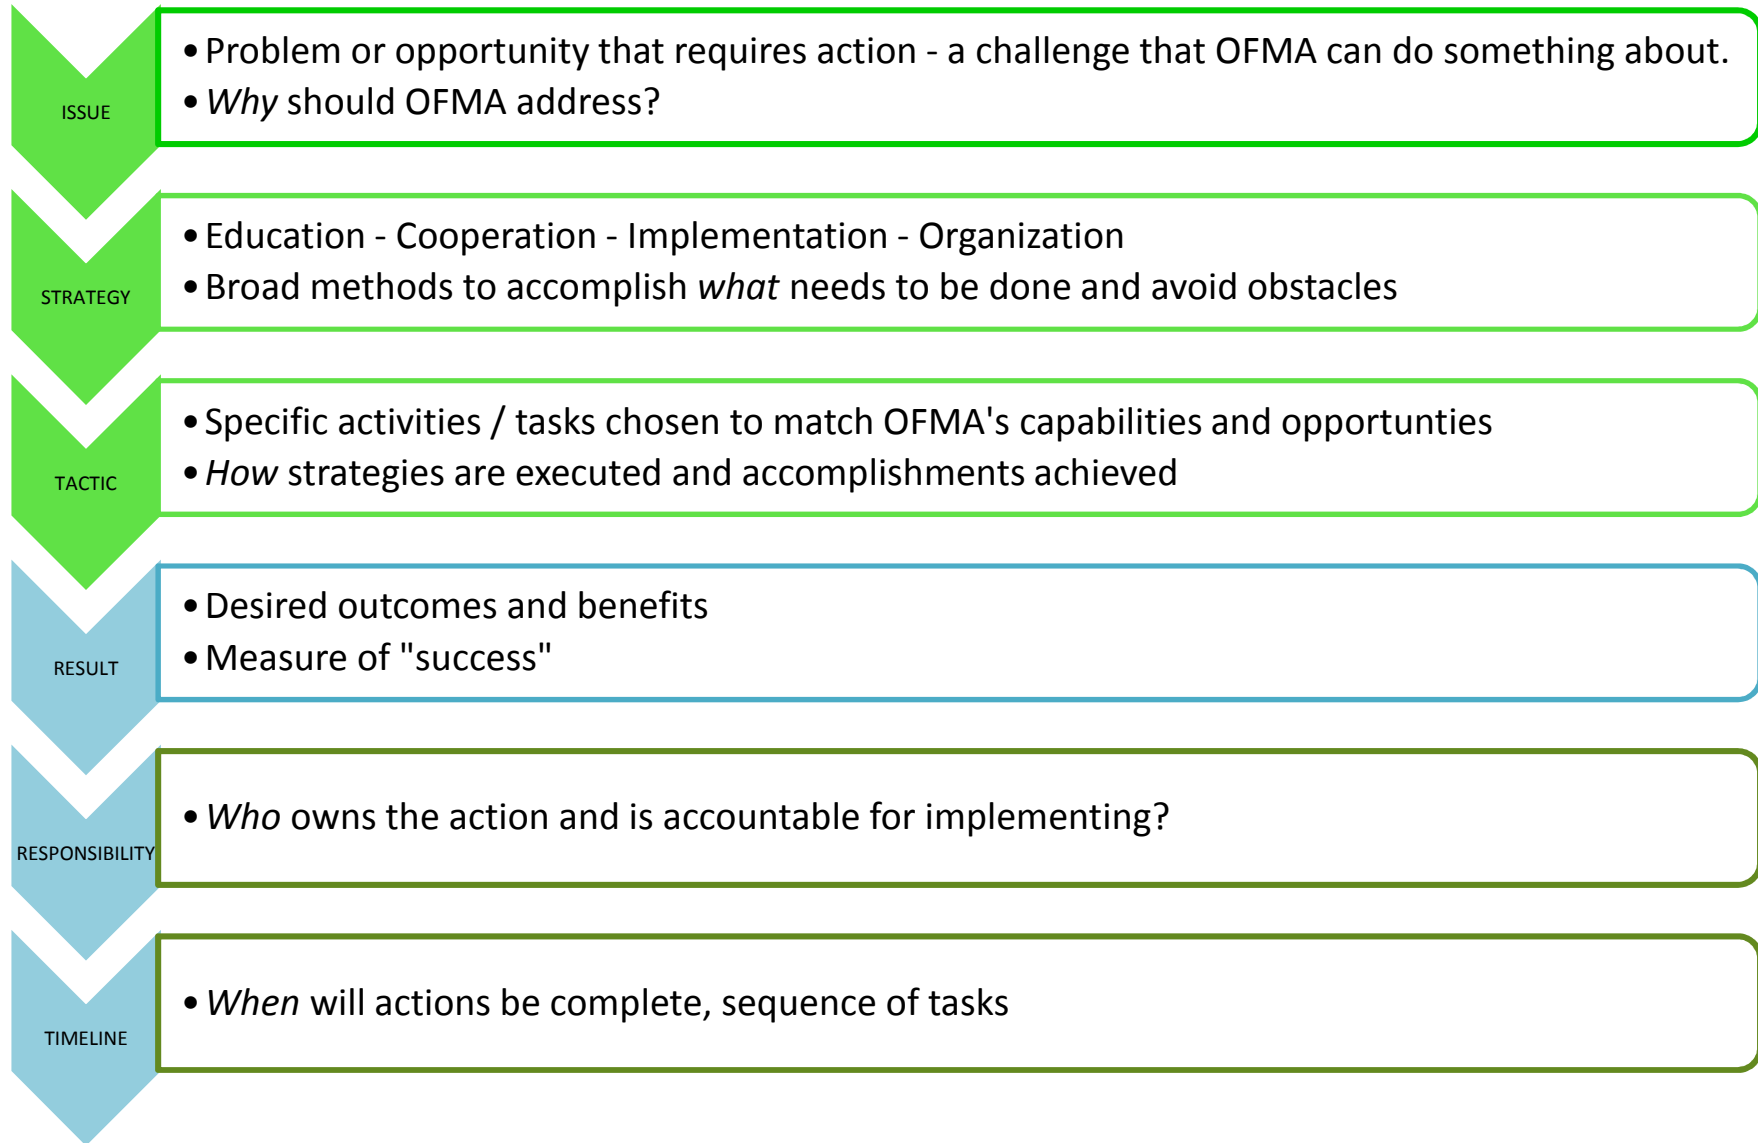 ISSUE
• Problem or opportunity that requires action - a challenge that OFMA can do something about.
• Why should OFMA address?
STRATEGY
• Education - Cooperation - Implementation - Organization
• Broad methods to accomplish what needs to be done and avoid obstacles
TACTIC
• Specific activities / tasks chosen to match OFMA's capabilities and opportunties
• How strategies are executed and accomplishments achieved
RESULT
• Desired outcomes and benefits
• Measure of "success"
RESPONSIBILITY
• Who owns the action and is accountable for implementing?
TIMELINE
• When will actions be complete, sequence of tasks